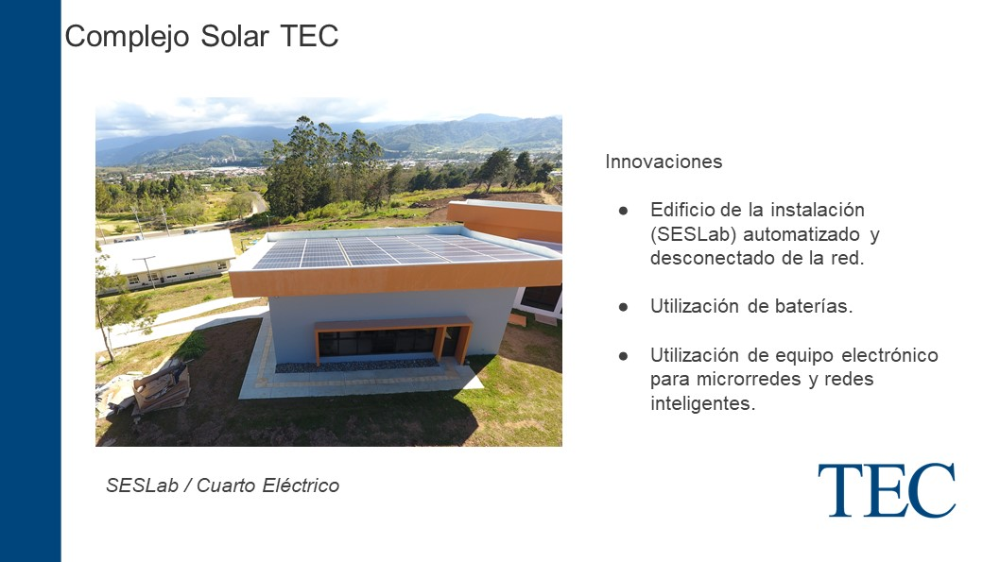 Complejo Solar TEC
Innovaciones
● Edificio de la instalación
(SESLab) automatizado y
desconectado de la red.
● Utilización de baterías.
● Utilización de equipo electrónico
para microrredes y redes
inteligentes.
SESLab / Cuarto Eléctrico
TEC